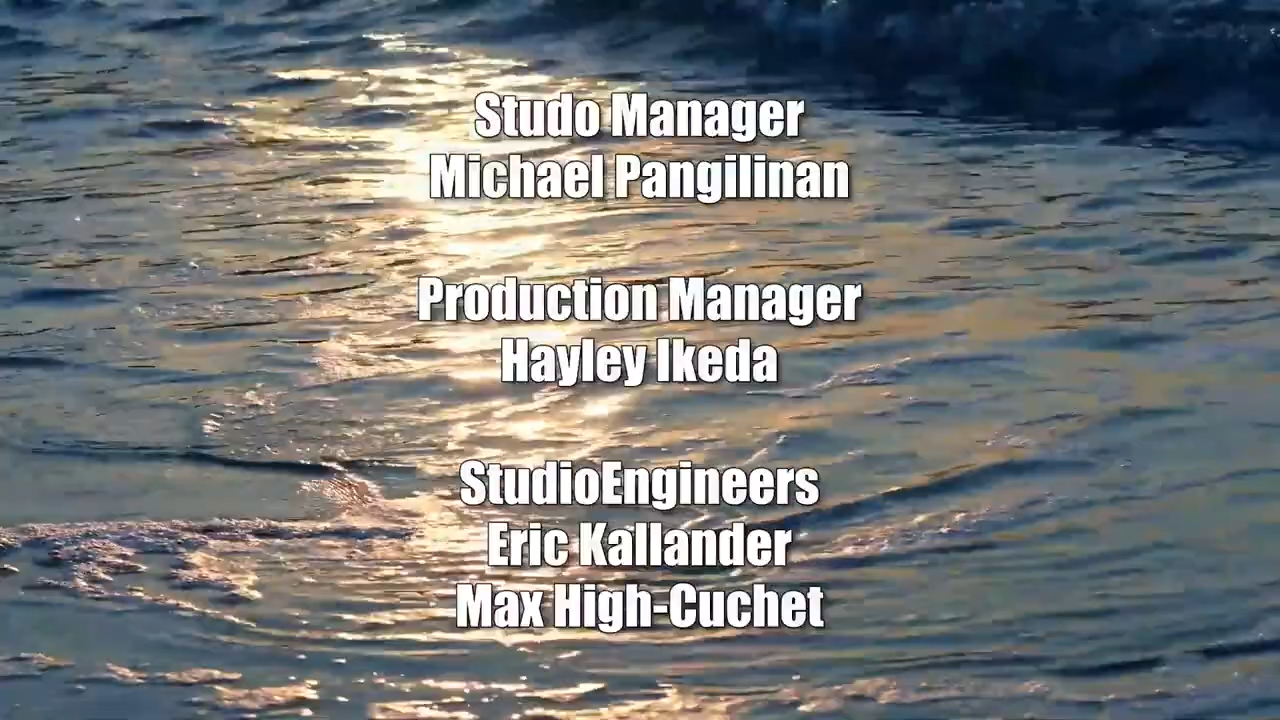 Studo Manager
Michael Pangilinan
Production Manager
Hayley Ikeda
StudioEngineers
Eric Kallander
Max High-Cuchet